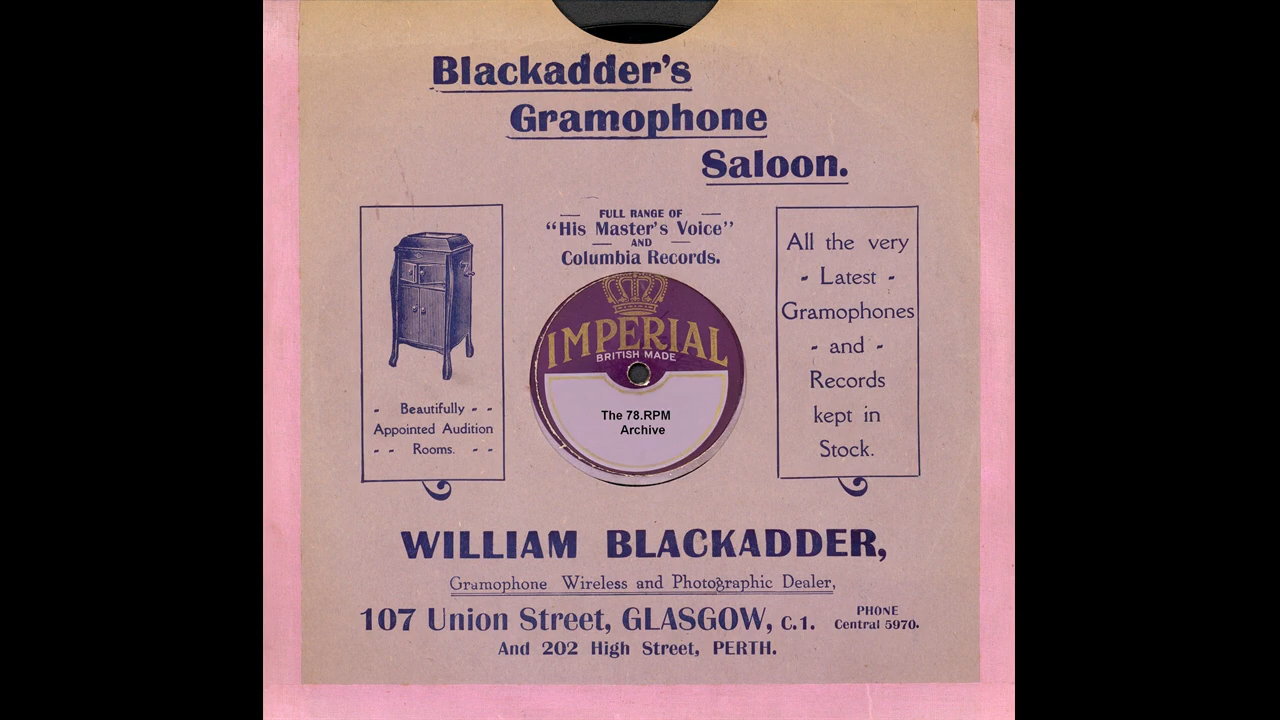 Blackadder's
Gramophone
Saloon.
FULL RANGE OF
"His Master's Voice"
AND
Columbia Records.
- Beautifully - -
Appointed Audition
- - Rooms. - -
IMPERIAL
BRITISH MADE
The 78.RPM
Archive
All the very
- Latest -
Gramophones
- and -
Records
kept in
Stock.
WILLIAM BLACKADDER,
Gramophone Wireless and Photographic Dealer,
107 Union Street, GLASGOW, C.1. PHONE
Central 5970.
And 202 High Street, PERTH.